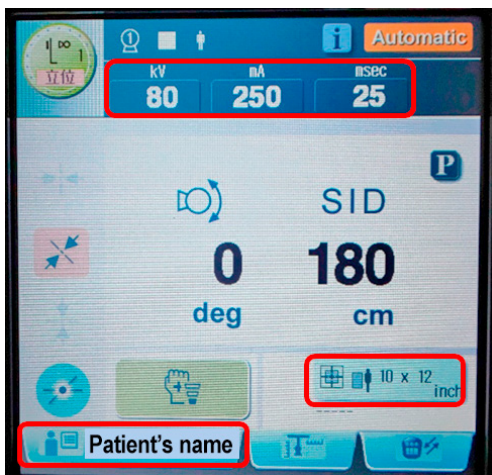 1 L ∞ 1
立位
1
i
Automatic
kV mA msec
80 250 25
P
SID
0 180
deg cm
10 x 12 inch
-----
Patient's name